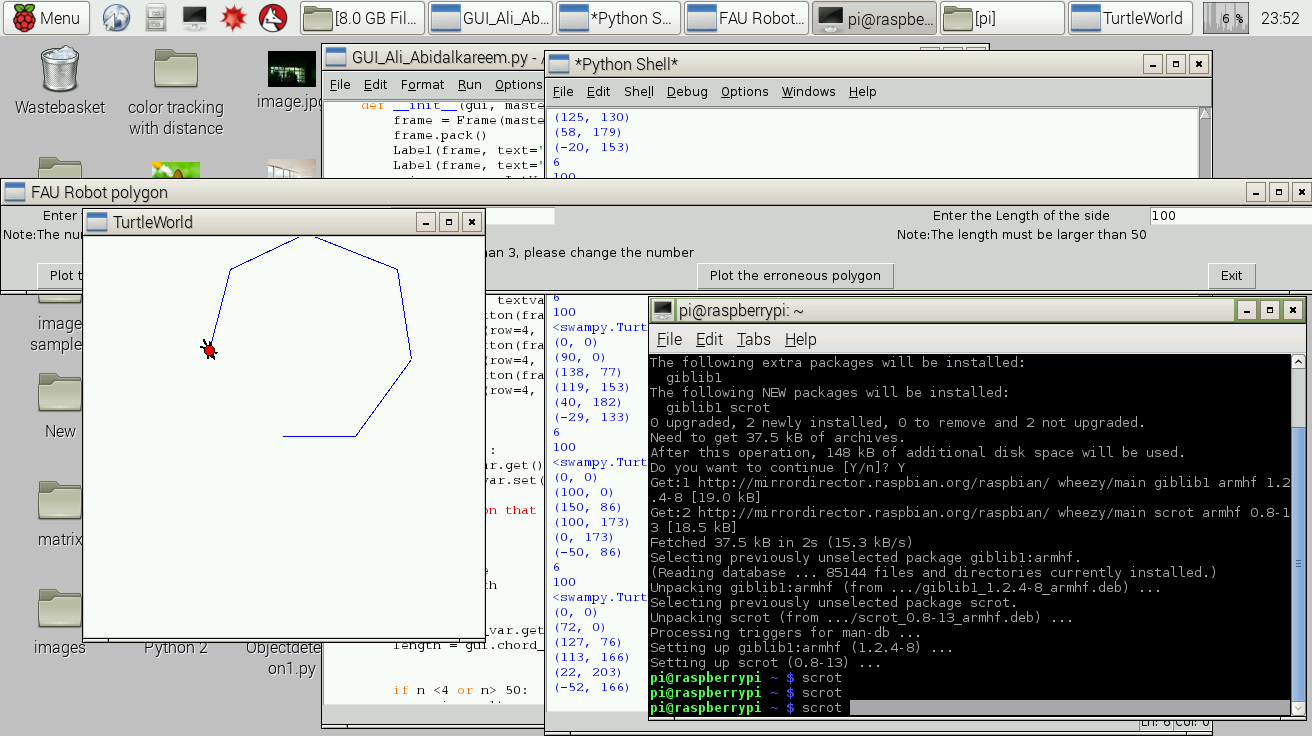 Menu
[8.0 GB Fil...
GUI_Ali_Ab...
*Python S...
FAU Robot...
pi@raspbe...
[pi]
TurtleWorld
6 %
23:52
Wastebasket
color tracking
with distance
image.jpg
image
sample
New
matrix
images
Python 2
Objectdete
on1.py
GUI_Ali_Abidalkareem.py - /
File Edit Format Run Options
def __init__(gui, maste
frame = Frame(maste
frame.pack()
Label(frame, text='
Label(frame, text='
*Python Shell*
File Edit Shell Debug Options Windows Help
(125, 130)
(58, 179)
(-20, 153)
6
100
FAU Robot polygon
Enter
Enter the Length of the side
100
Note:The nu
Note:The length must be larger than 50
an 3, please change the number
Plot t
Plot the erroneous polygon
Exit
TurtleWorld
textva
ton(fra
(row=4,
tton(fra
(row=4,
tton(fra
(row=4,
:
ar.get()
var.set(
on that
e
th
_var.get
length = gui.chord_
if n <4 or n> 50:
6
100
<swampy.Turt
(0, 0)
(90, 0)
(138, 77)
(119, 153)
(40, 182)
(-29, 133)
6
100
<swampy.Turt
(0, 0)
(100, 0)
(150, 86)
(100, 173)
(0, 173)
(-50, 86)
6
100
<swampy.Turt
(0, 0)
(72, 0)
(127, 76)
(113, 166)
(22, 203)
(-52, 166)
Ln: 6 Col: 0
pi@raspberrypi: ~
File Edit Tabs Help
The following extra packages will be installed:
giblib1
The following NEW packages will be installed:
giblib1 scrot
0 upgraded, 2 newly installed, 0 to remove and 2 not upgraded.
Need to get 37.5 kB of archives.
After this operation, 148 kB of additional disk space will be used.
Do you want to continue [Y/n]? Y
Get:1 http://mirrordirector.raspbian.org/raspbian/ wheezy/main giblib1 armhf 1.2
.4-8 [19.0 kB]
Get:2 http://mirrordirector.raspbian.org/raspbian/ wheezy/main scrot armhf 0.8-1
3 [18.5 kB]
Fetched 37.5 kB in 2s (15.3 kB/s)
Selecting previously unselected package giblib1:armhf.
(Reading database ... 85144 files and directories currently installed.)
Unpacking giblib1:armhf (from .../giblib1_1.2.4-8_armhf.deb) ...
Selecting previously unselected package scrot.
Unpacking scrot (from .../scrot_0.8-13_armhf.deb) ...
Processing triggers for man-db ...
Setting up giblib1:armhf (1.2.4-8) ...
Setting up scrot (0.8-13) ...
pi@raspberrypi ~ $ scrot
pi@raspberrypi ~ $ scrot
pi@raspberrypi ~ $ scrot